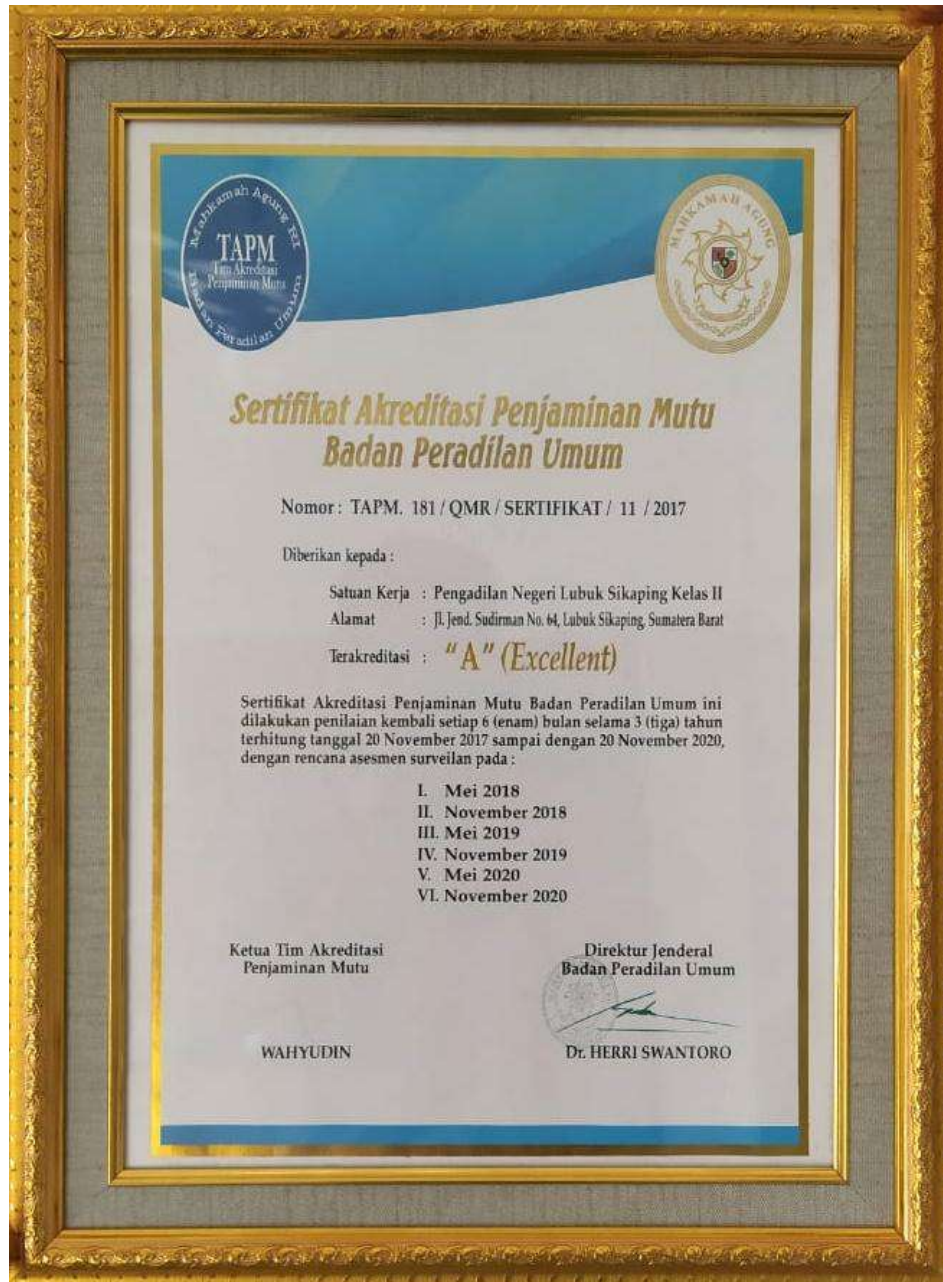 Mahkamah Agung RI
TAPM
Tim Akreditasi
Penjaminan Mutu
Badan Peradilan Umum
MAHKAMAH AGUNG
Sertifikat Akreditasi Penjaminan Mutu
Badan Peradilan Umum
Nomor : TAPM. 181 / QMR / SERTIFIKAT / 11 / 2017
Diberikan kepada :
Satuan Kerja : Pengadilan Negeri Lubuk Sikaping Kelas II
Alamat : Jl. Jend. Sudirman No. 64, Lubuk Sikaping, Sumatera Barat
Terakreditasi : "A" (Excellent)
Sertifikat Akreditasi Penjaminan Mutu Badan Peradilan Umum ini
dilakukan penilaian kembali setiap 6 (enam) bulan selama 3 (tiga) tahun
terhitung tanggal 20 November 2017 sampai dengan 20 November 2020,
dengan rencana asesmen surveilan pada :
I. Mei 2018
II. November 2018
III. Mei 2019
IV. November 2019
V. Mei 2020
VI. November 2020
Ketua Tim Akreditasi
Penjaminan Mutu
WAHYUDIN
Direktur Jenderal
Badan Peradilan Umum
Dr. HERRI SWANTORO